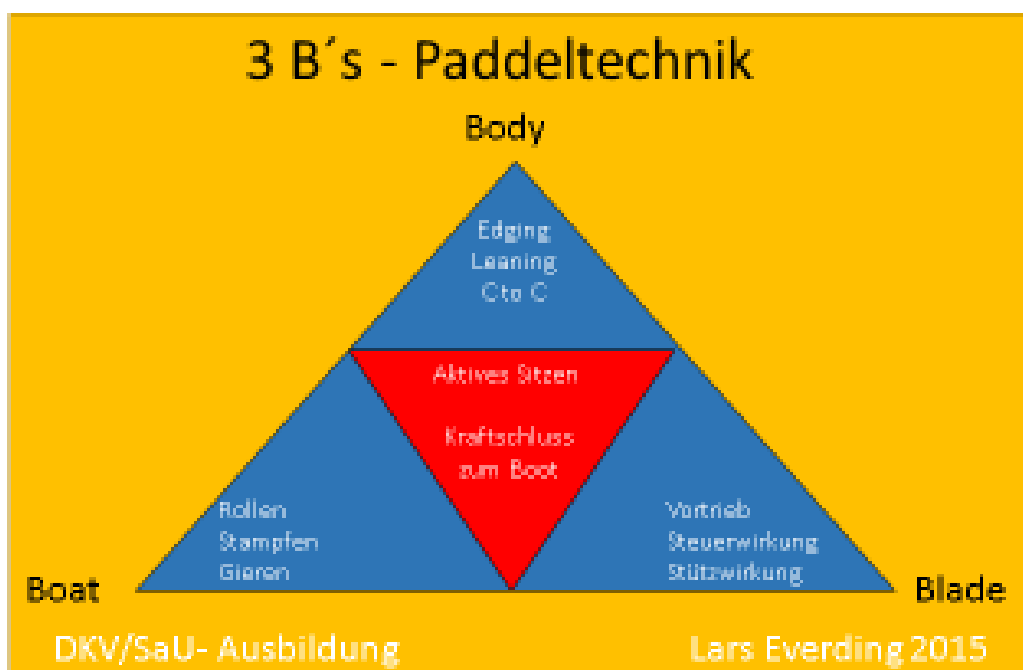 3 B´s - Paddeltechnik
Body
Edging
Leaning
C to C
Aktives Sitzen
Kraftschluss
zum Boot
Rollen
Stampfen
Gieren
Vortrieb
Steuerwirkung
Stützwirkung
Boat
Blade
DKV/SaU- Ausbildung
Lars Everding 2015